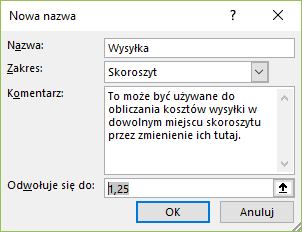 Nowa nazwa ? ×
Nazwa: Wysyłka
Zakres: Skoroszyt
Komentarz: To może być używane do
obliczania kosztów wysyłki w
dowolnym miejscu skoroszytu
przez zmienienie ich tutaj.
Odwołuje się do: 1,25
OK Anuluj